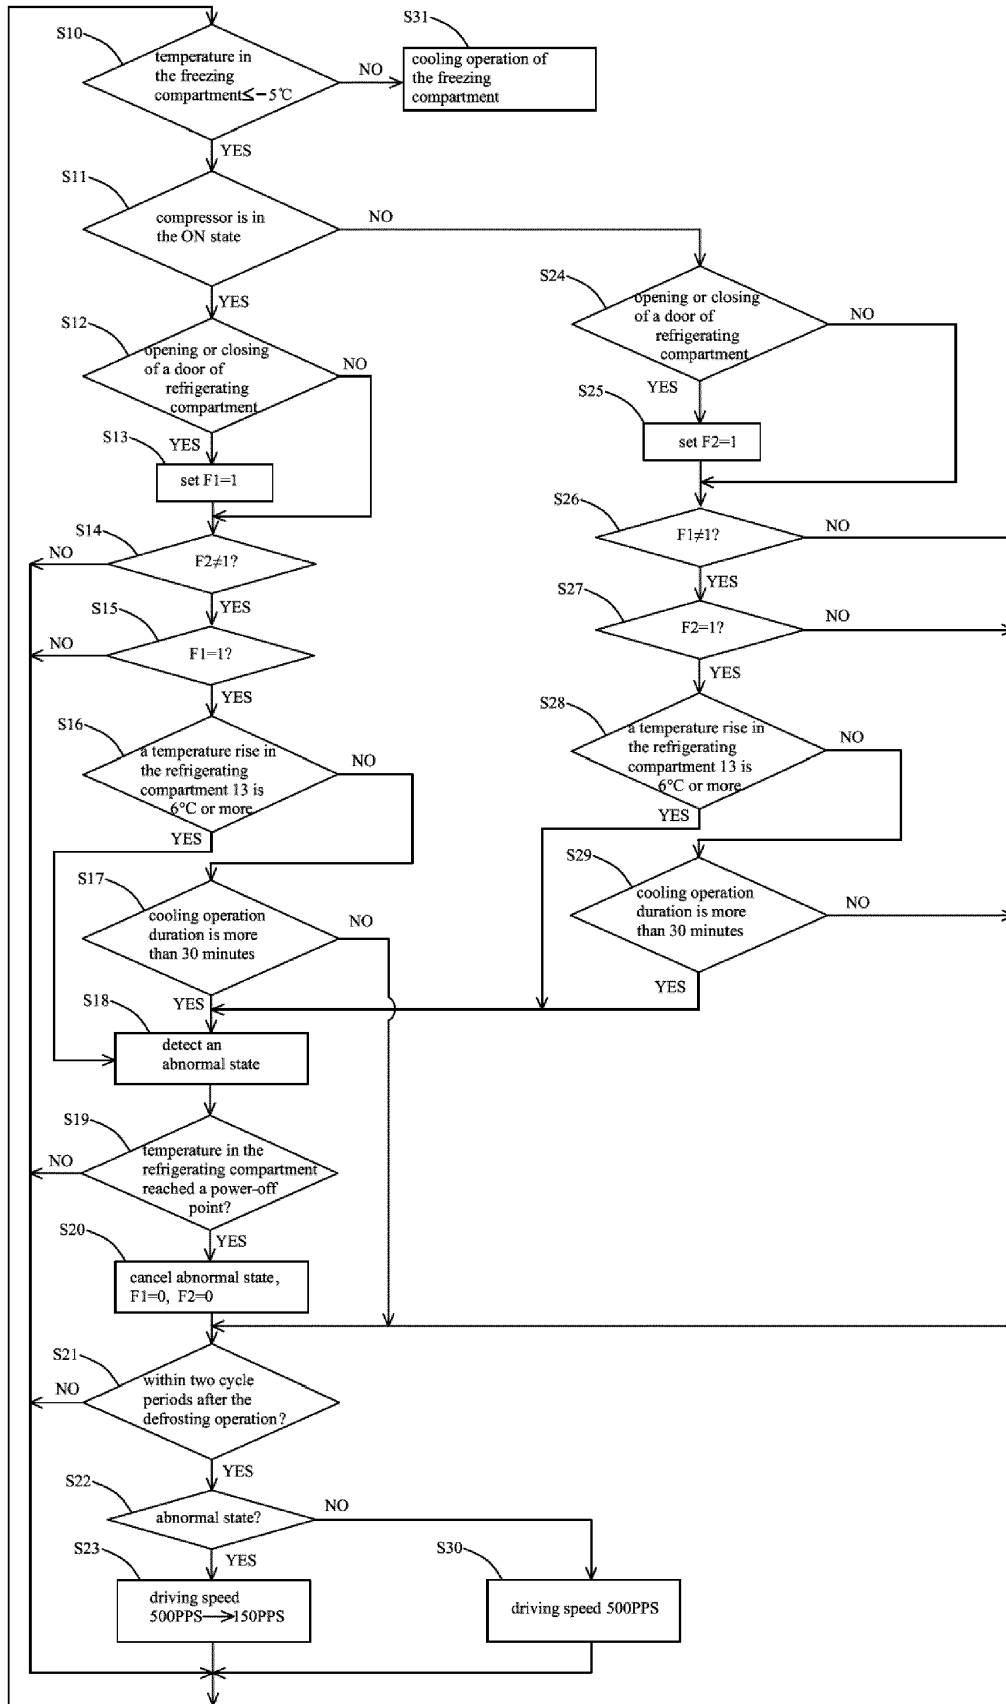 S10
temperature in
the freezing
compartment≦−5℃
NO
S31
cooling operation of
the freezing
compartment
YES
S11
compressor is in
the ON state
NO
YES
S12
opening or closing
of a door of
refrigerating
compartment
NO
YES
S13
set F1=1
S14
F2≠1?
NO
YES
S15
F1=1?
NO
YES
S16
a temperature rise in
the refrigerating
compartment 13 is
6°C or more
NO
YES
S17
cooling operation
duration is more
than 30 minutes
NO
YES
S24
opening or closing
of a door of
refrigerating
compartment
NO
YES
S25
set F2=1
S26
F1≠1?
NO
YES
S27
F2=1?
NO
YES
S28
a temperature rise in
the refrigerating
compartment 13 is
6°C or more
NO
YES
S29
cooling operation
duration is more
than 30 minutes
NO
YES
S18
detect an
abnormal state
S19
temperature in the
refrigerating compartment
reached a power-off
point?
NO
YES
S20
cancel abnormal state,
F1=0, F2=0
S21
within two cycle
periods after the
defrosting operation?
NO
YES
S22
abnormal state?
NO
YES
S23
driving speed
500PPS→150PPS
S30
driving speed 500PPS